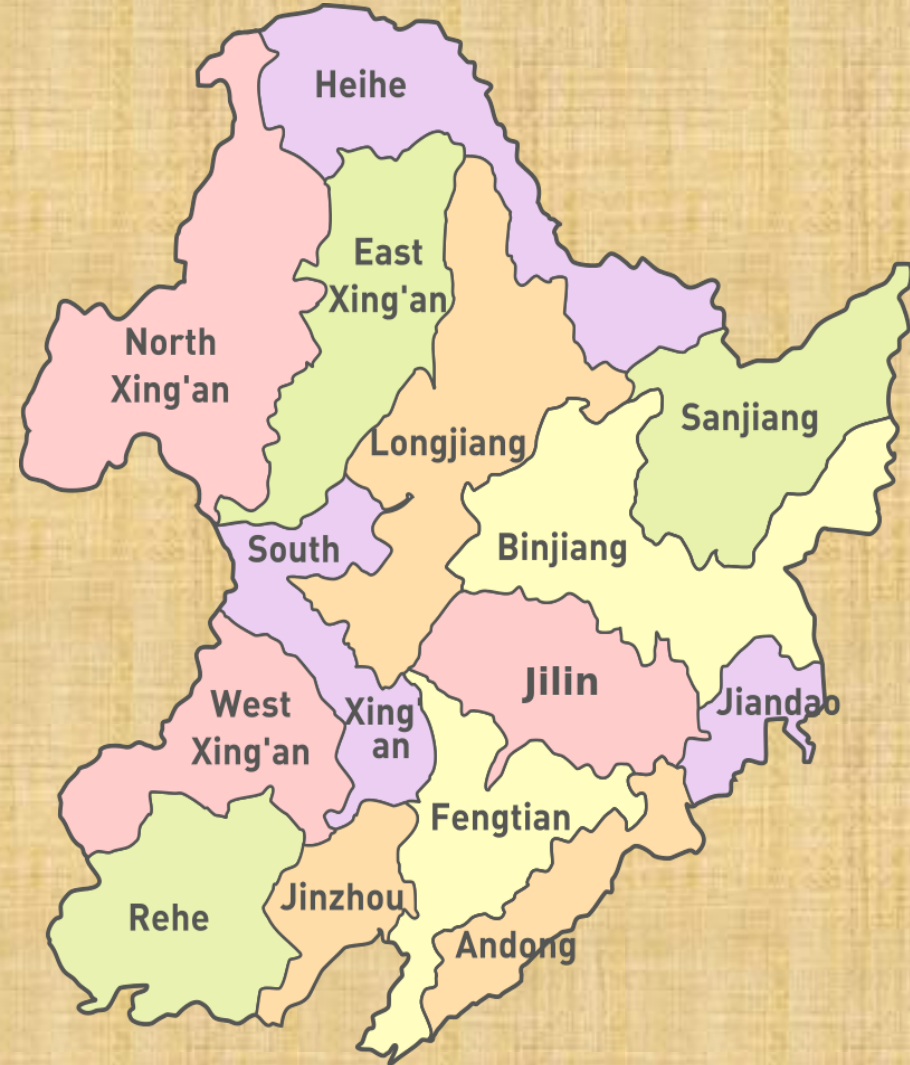 Heihe
East
Xing'an
North
Xing'an
Sanjiang
Longjiang
South
Binjiang
Jilin
West
Xing'an
Xing'
an
Jiandao
Fengtian
Jinzhou
Rehe
Andong